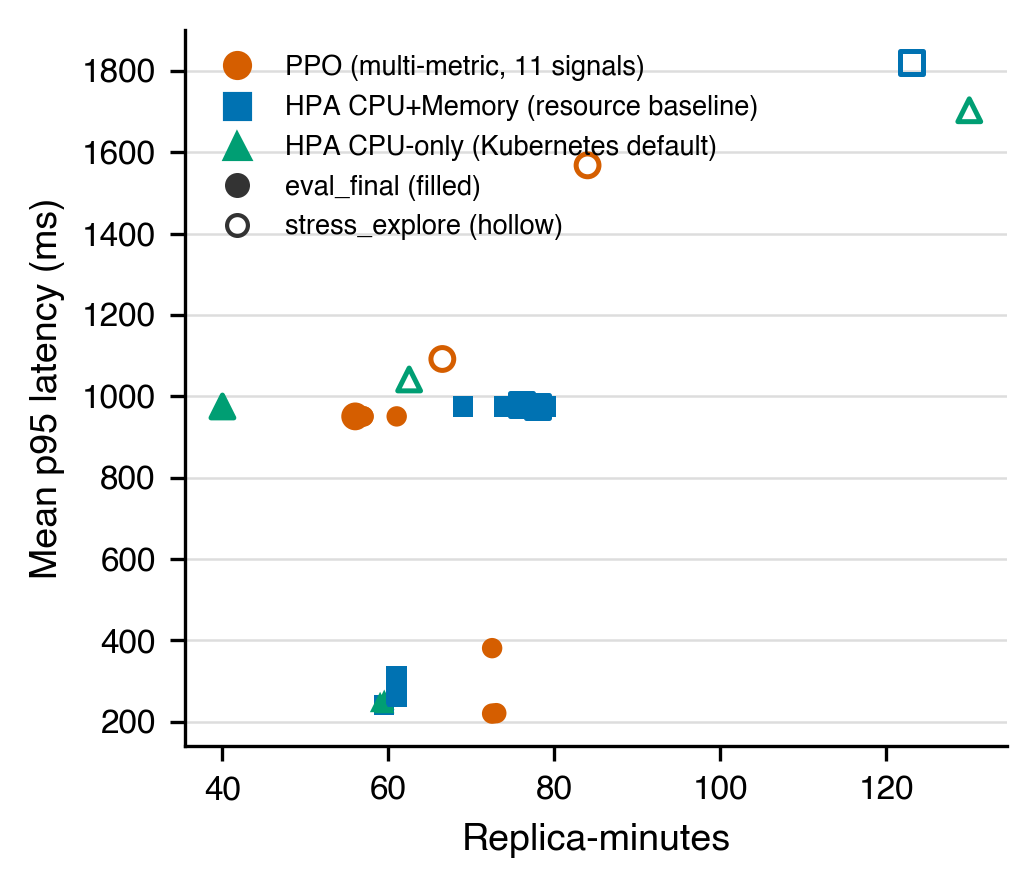 PPO (multi-metric, 11 signals)
HPA CPU+Memory (resource baseline)
HPA CPU-only (Kubernetes default)
eval_final (filled)
stress_explore (hollow)
Mean p95 latency (ms)
1800
1600
1400
1200
1000
800
600
400
200
40 60 80 100 120
Replica-minutes